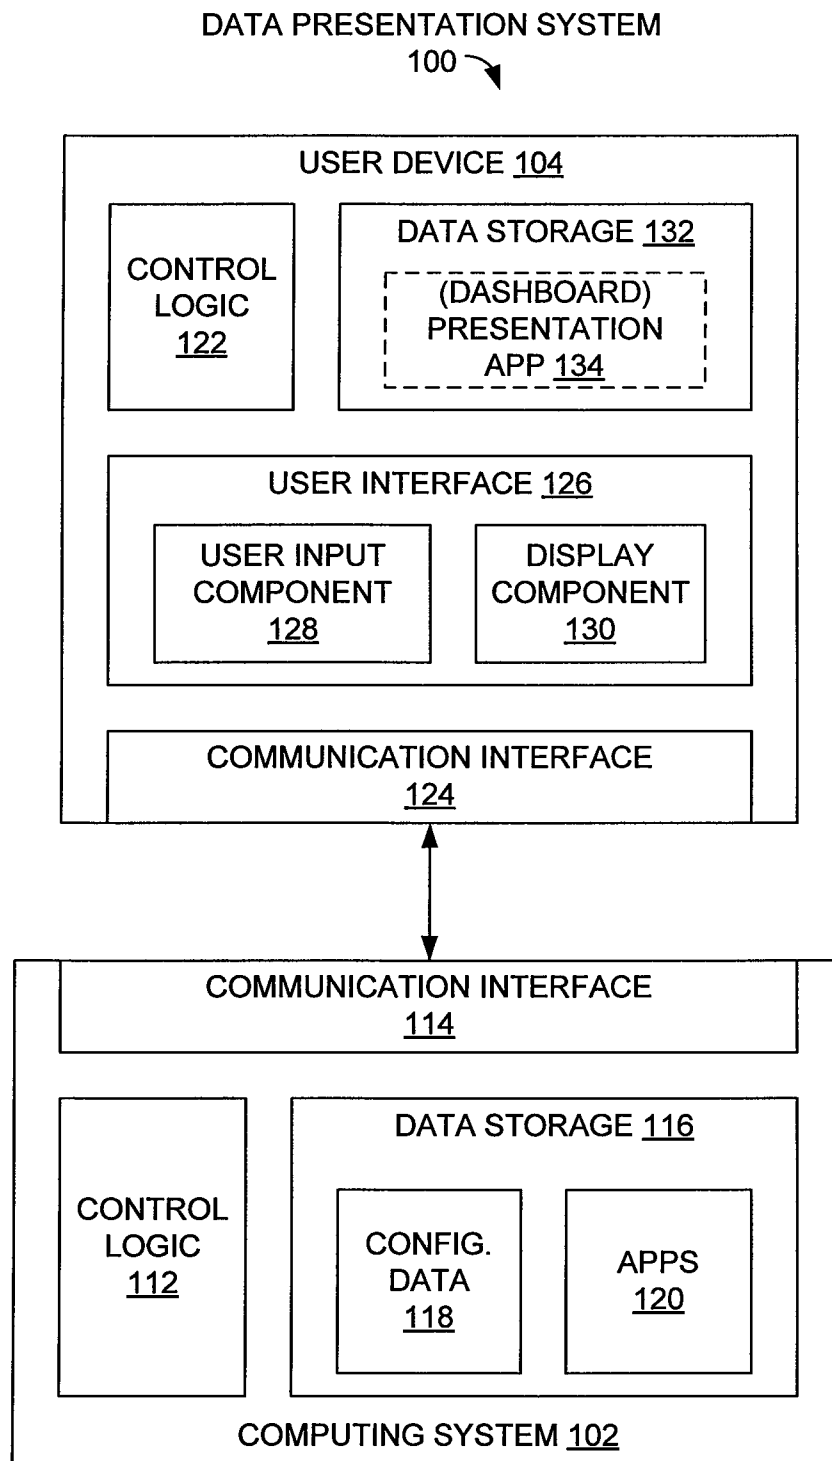 DATA PRESENTATION SYSTEM
100
USER DEVICE 104
CONTROL
LOGIC
122
DATA STORAGE 132
(DASHBOARD)
PRESENTATION
APP 134
USER INTERFACE 126
USER INPUT
COMPONENT
128
DISPLAY
COMPONENT
130
COMMUNICATION INTERFACE
124
COMMUNICATION INTERFACE
114
CONTROL
LOGIC
112
DATA STORAGE 116
CONFIG.
DATA
118
APPS
120
COMPUTING SYSTEM 102